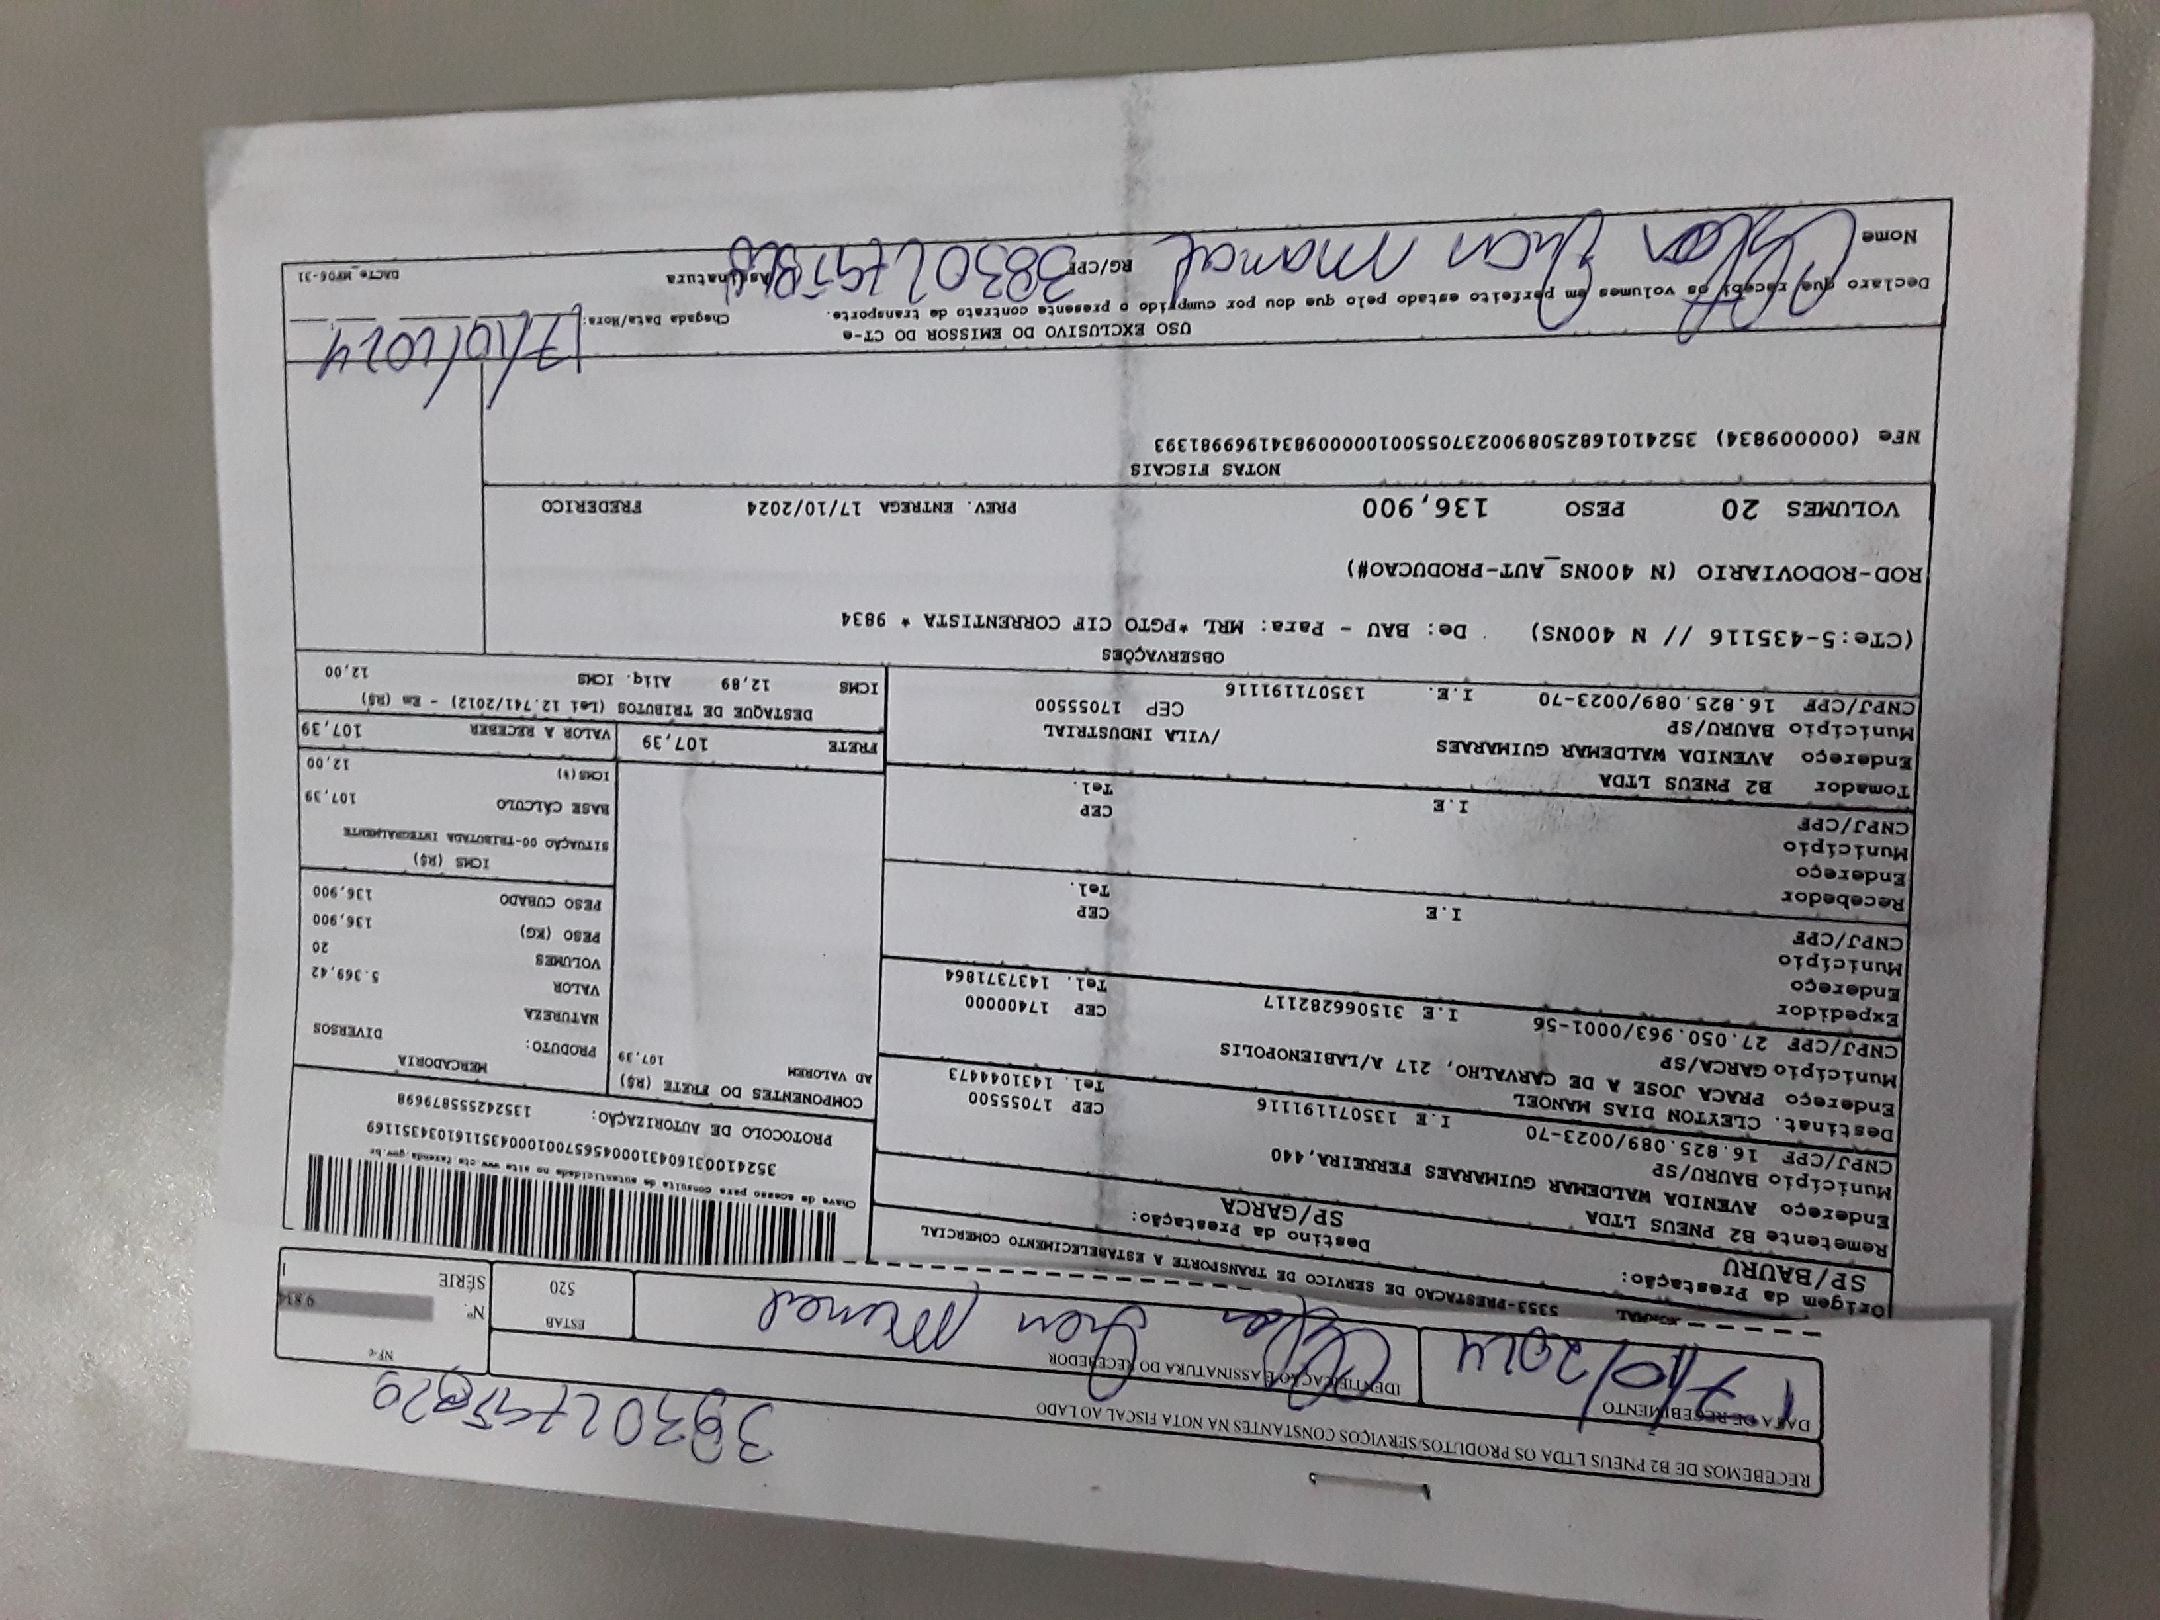 RECEBEMOS DE B2 PNEUS LTDA OS PRODUTOS/SERVIÇOS CONSTANTES NA NOTA FISCAL AO LADO
DATA DE RECEBIMENTO
17/10/2024
IDENTIFICAÇÃO E ASSINATURA DO RECEBEDOR
ESTAB
520
NF-e
Nº. 9834
SÉRIE 1
NORMAL 5353-PRESTACAO DE SERVICO DE TRANSPORTE A ESTABELECIMENTO COMERCIAL
Origem da Prestação: Destino da Prestação:
SP/BAURU SP/GARCA
Remetente B2 PNEUS LTDA
Endereço AVENIDA WALDEMAR GUIMARAES FERREIRA,440
Município BAURU/SP CEP 17055500
CNPJ/CPF 16.825.089/0023-70 I.E 135071191116 Tel. 143104473
Destinat. CLEYTON DIAS MANOEL
Endereço PRACA JOSE A DE CARVALHO, 217 A/LABIENOPOLIS
Município GARCA/SP CEP 17400000
CNPJ/CPF 27.050.963/0001-56 I.E 315066282117 Tel. 1437371864
Expedidor
Endereço
Município CEP
CNPJ/CPF I.E Tel.
Recebedor
Endereço
Município CEP
CNPJ/CPF I.E Tel.
Tomador B2 PNEUS LTDA
Endereço AVENIDA WALDEMAR GUIMARAES /VILA INDUSTRIAL
Município BAURU/SP CEP 17055500
CNPJ/CPF 16.825.089/0023-70 I.E. 135071191116
Chave de acesso para consulta de autenticidade no site www.cte.fazenda.gov.br
PROTOCOLO DE AUTORIZAÇÃO: 135242555879698
COMPONENTES DO FRETE (R$)
AD VALOREM 107,39
FRETE 107,39
MERCADORIA
PRODUTO: DIVERSOS
NATUREZA
VALOR 5.369,42
VOLUMES 20
PESO (KG) 136,900
PESO CUBADO 136,900
ICMS (R$)
SITUAÇÃO 00-TRIBUTADA INTEGRALMENTE
BASE CÁLCULO 107,39
ICMS(%) 12,00
VALOR A RECEBER 107,39
DESTAQUE DE TRIBUTOS (Lei 12.741/2012) - Em (R$)
ICMS 12,89 Aliq. ICMS 12,00
OBSERVAÇÕES
(CTe:5-435116 // N 400NS) De: BAU - Para: MRL *PGTO CIF CORRENTISTA * 9834
ROD-RODOVIARIO (N 400NS_AUT-PRODUCAO#)
VOLUMES 20 PESO 136,900 PREV. ENTREGA 17/10/2024 FREDERICO
NOTAS FISCAIS
NFe (000009834) 35241016825089002370550010000098341969981393
USO EXCLUSIVO DO EMISSOR DO CT-e
Declaro que recebi os volumes em perfeito estado pelo que dou por cumprido o presente contrato de transporte.
Chegada Data/Hora: 17/10/2024
Nome RG/CPF Assinatura
DACTe_MF06-31